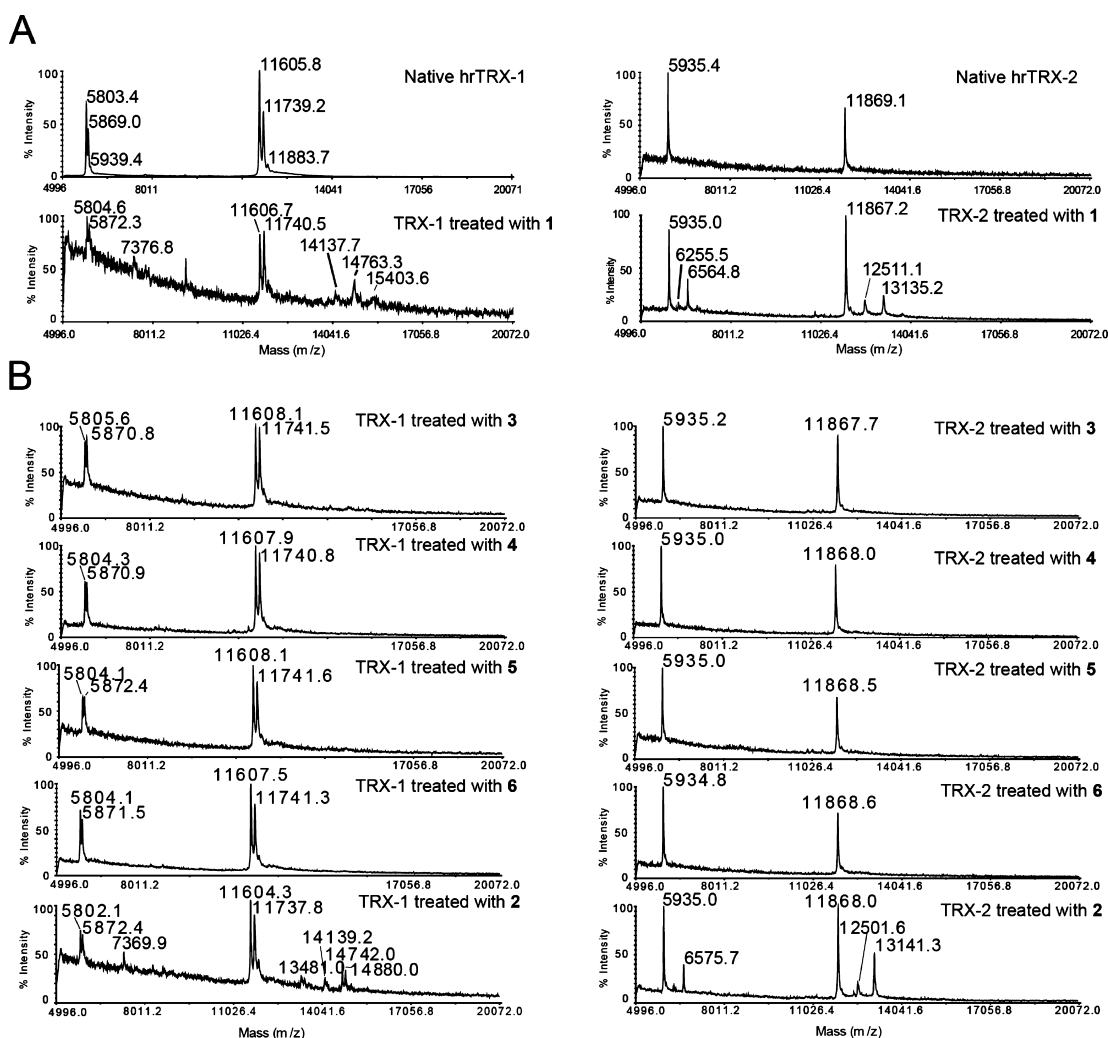 A
Native hrTRX-1
% Intensity
100
50
0
5803.4
5869.0
5939.4
11605.8
11739.2
11883.7
4996 8011 14041 17056 20071
Native hrTRX-2
% Intensity
100
50
0
5935.4
11869.1
4996.0 8011.2 11026.4 14041.6 17056.8 20072.0
TRX-1 treated with 1
% Intensity
100
50
0
5804.6
5872.3
7376.8
11606.7
11740.5
14137.7
14763.3
15403.6
4996.0 8011.2 11026.4 14041.6 17056.8 20072.0
Mass (m/z)
TRX-2 treated with 1
% Intensity
100
50
0
5935.0
6255.5
6564.8
11867.2
12511.1
13135.2
4996.0 8011.2 11026.4 14041.6 17056.8 20072.0
Mass (m/z)
B
TRX-1 treated with 3
% Intensity
100
50
0
5805.6
5870.8
11608.1
11741.5
4996.0 8011.2 17056.8 20072.0
TRX-2 treated with 3
% Intensity
100
50
0
5935.2
11867.7
4996.0 8011.2 11026.4 14041.6 17056.8 20072.0
TRX-1 treated with 4
% Intensity
100
50
0
5804.3
5870.9
11607.9
11740.8
4996.0 8011.2 17056.8 20072.0
TRX-2 treated with 4
% Intensity
100
50
0
5935.0
11868.0
4996.0 8011.2 11026.4 14041.6 17056.8 20072.0
TRX-1 treated with 5
% Intensity
100
50
0
5804.1
5872.4
11608.1
11741.6
4996.0 8011.2 17056.8 20072.0
TRX-2 treated with 5
% Intensity
100
50
0
5935.0
11868.5
4996.0 8011.2 11026.4 14041.6 17056.8 20072.0
TRX-1 treated with 6
% Intensity
100
50
0
5804.1
5871.5
11607.5
11741.3
4996.0 8011.2 17056.8 20072.0
TRX-2 treated with 6
% Intensity
100
50
0
5934.8
11868.6
4996.0 8011.2 11026.4 14041.6 17056.8 20072.0
TRX-1 treated with 2
% Intensity
100
50
0
5802.1
5872.4
7369.9
11604.3
11737.8
13481.0
14139.2
14742.0
14880.0
4996.0 8011.2 11026.4 14041.6 17056.8 20072.0
Mass (m/z)
TRX-2 treated with 2
% Intensity
100
50
0
5935.0
6575.7
11868.0
12501.6
13141.3
4996.0 8011.2 11026.4 14041.6 17056.8 20072.0
Mass (m/z)